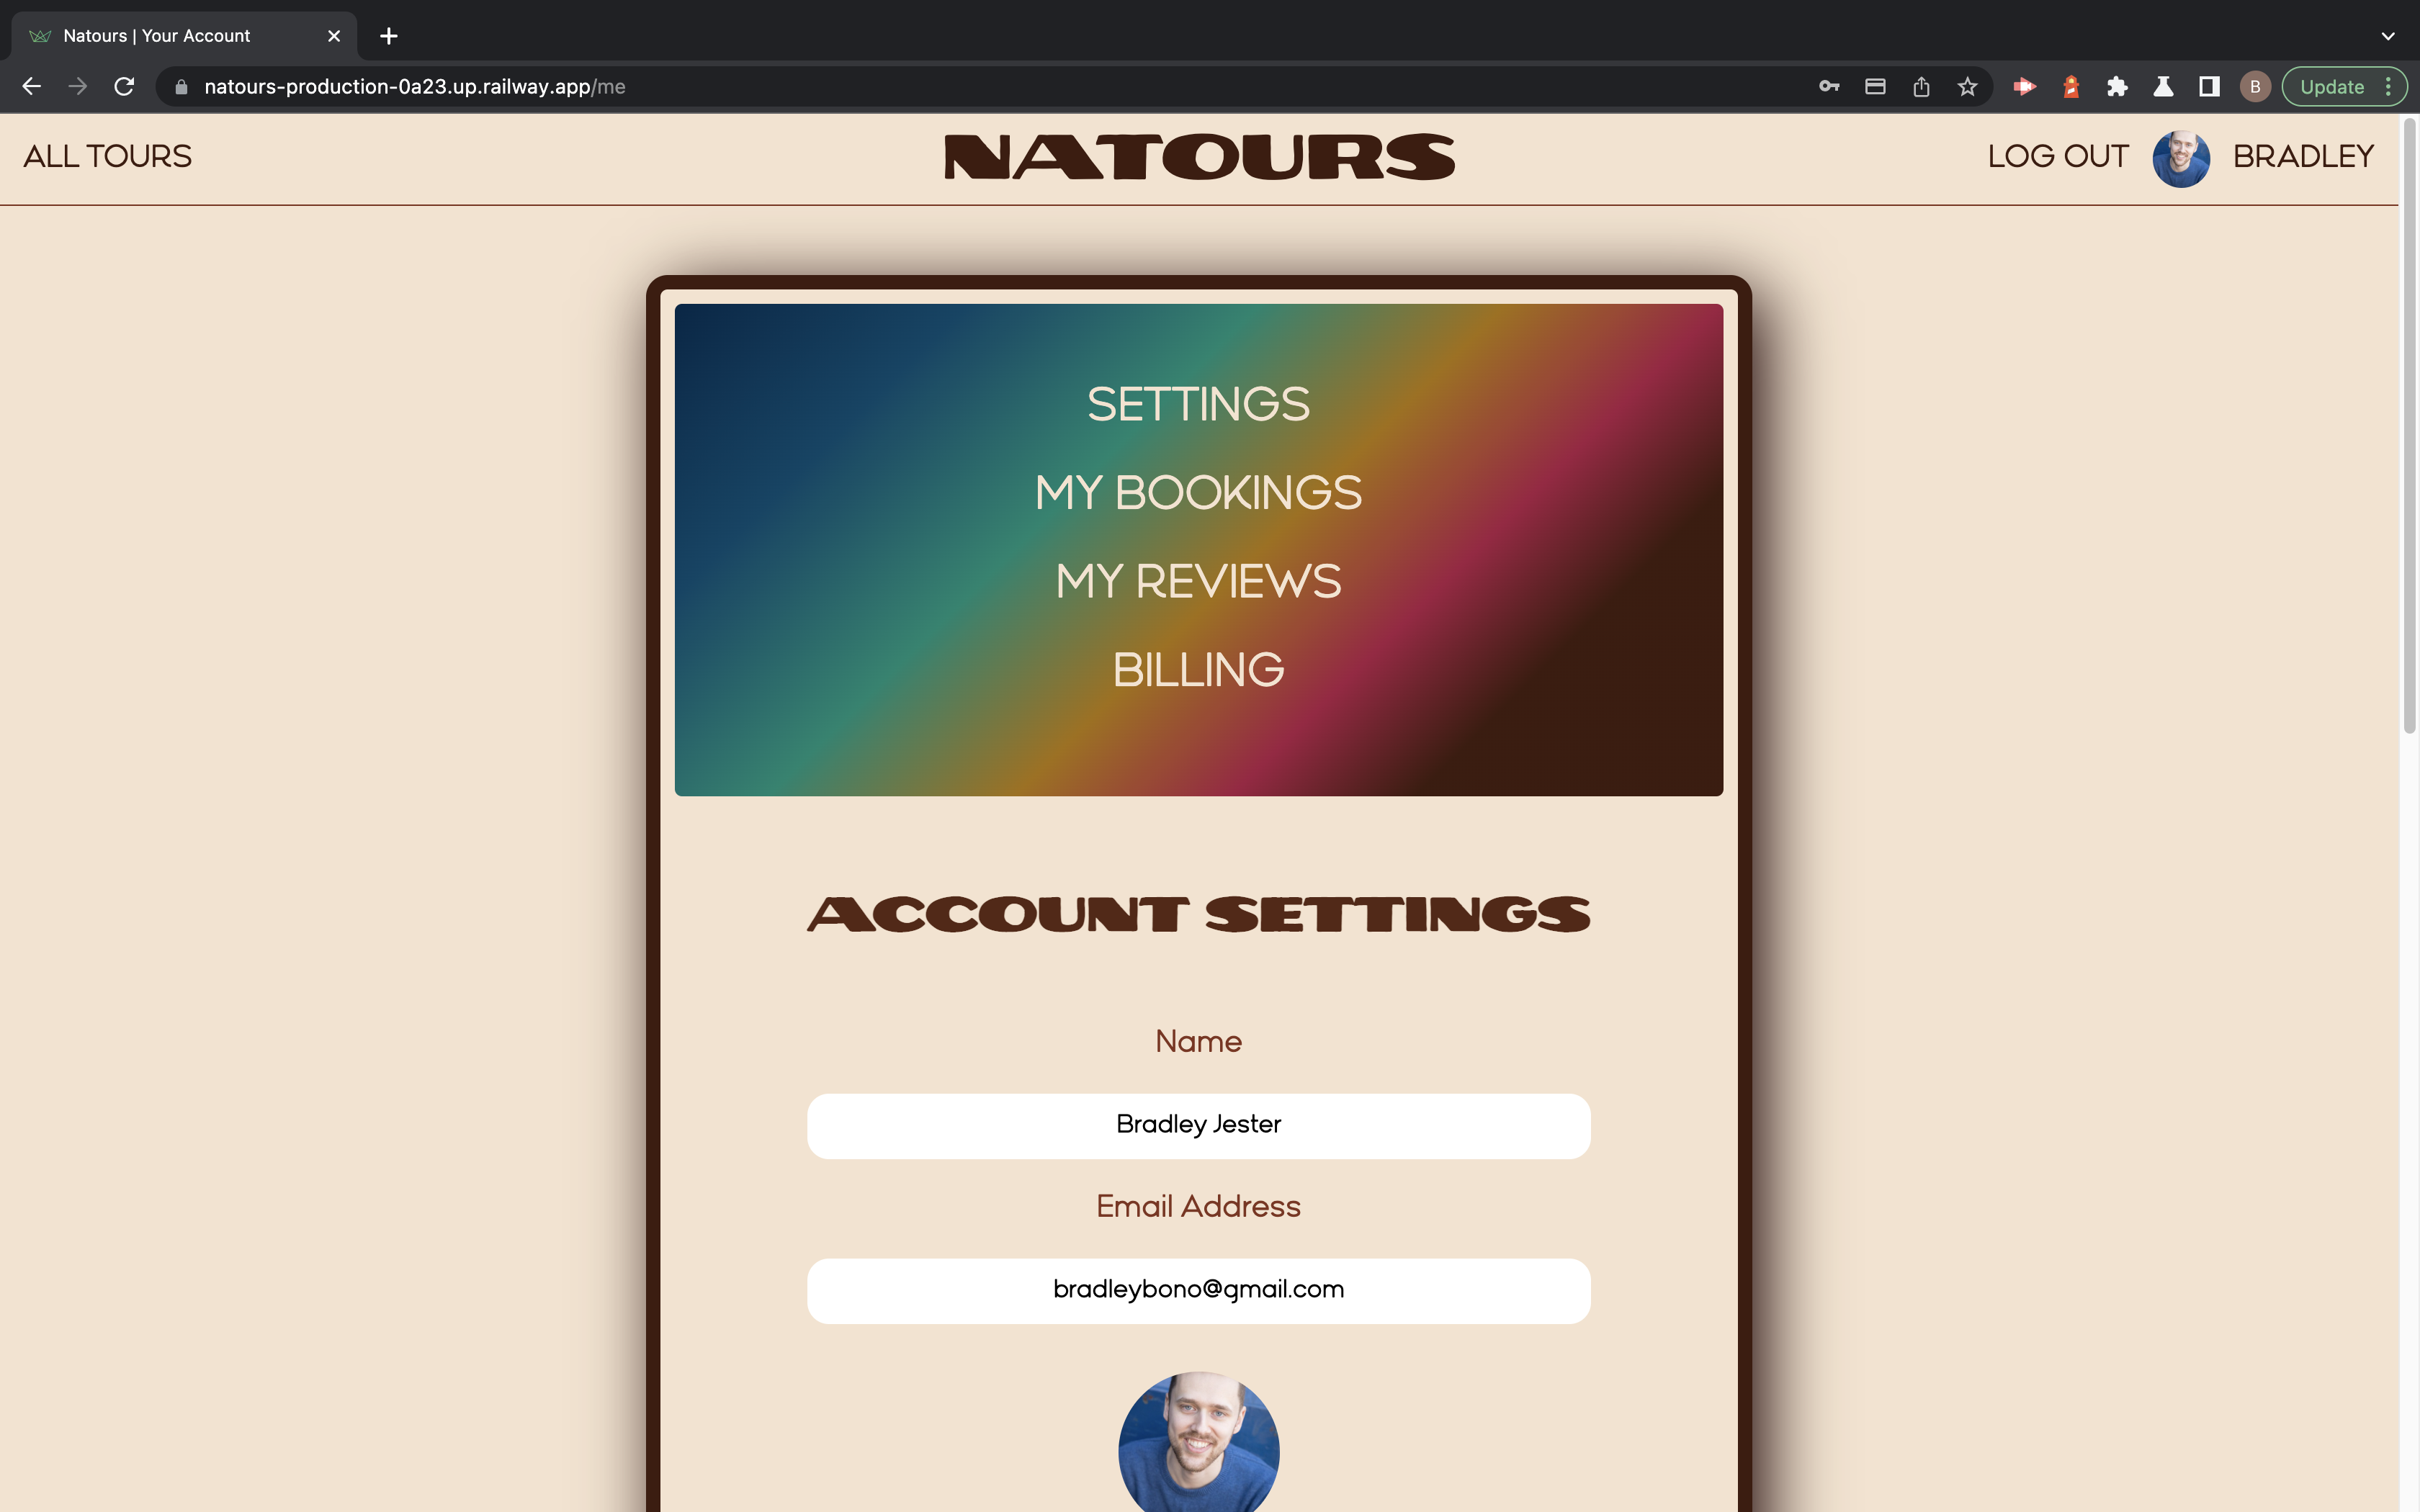 Natours | Your Account
natours-production-0a23.up.railway.app/me
B
Update
ALL TOURS
NATOURS
LOG OUT
BRADLEY
SETTINGS
MY BOOKINGS
MY REVIEWS
BILLING
ACCOUNT SETTINGS
Name
Bradley Jester
Email Address
bradleybono@gmail.com